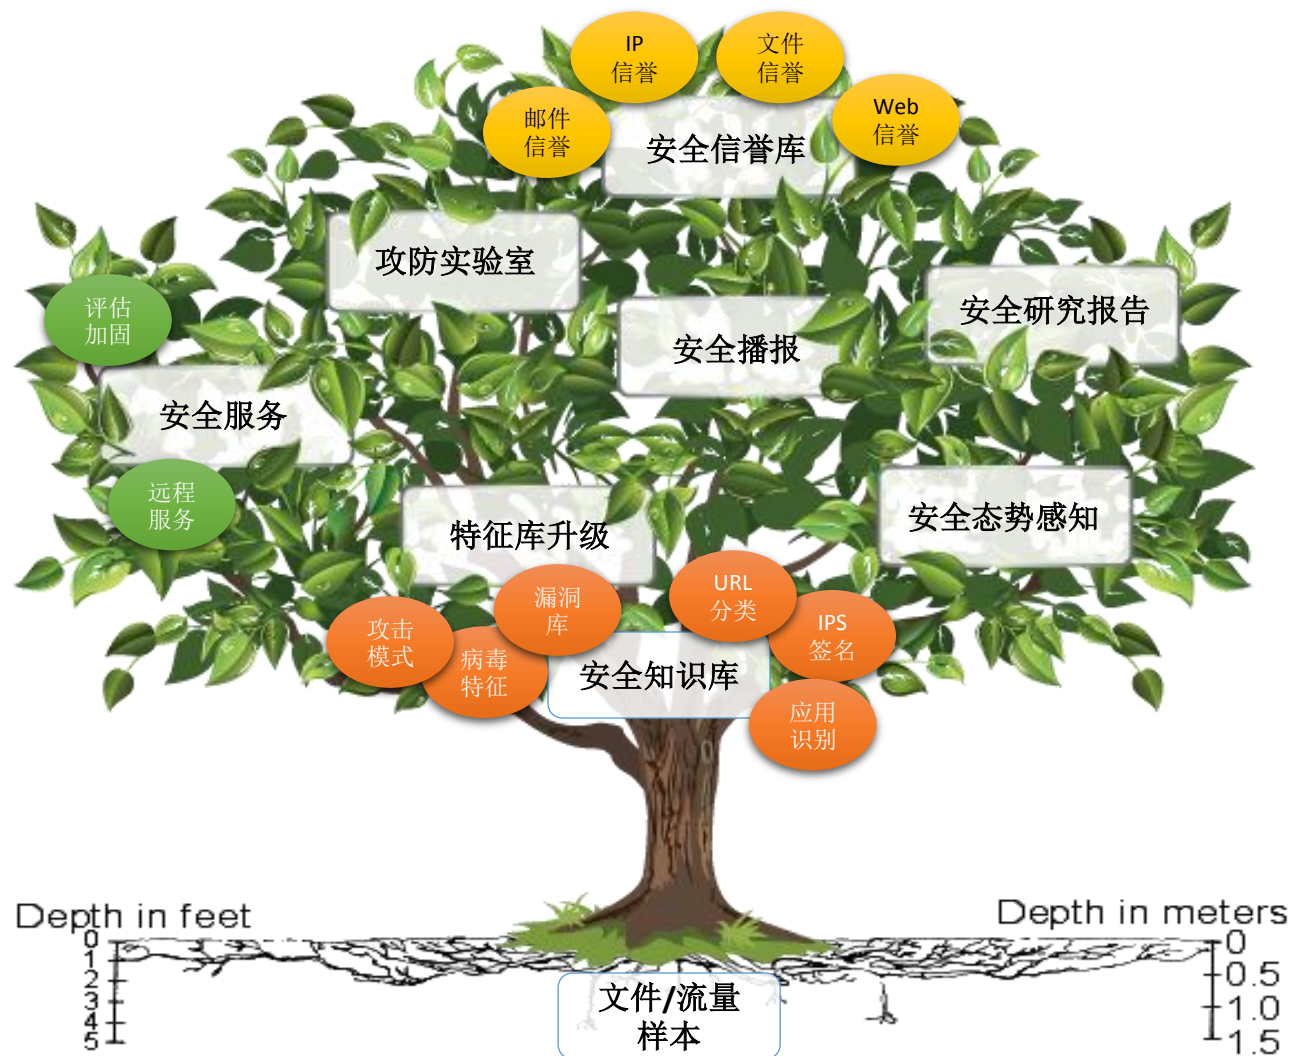 IP
信誉
文件
信誉
邮件
信誉
Web
信誉
安全信誉库
攻防实验室
安全播报
安全研究报告
评估
加固
安全服务
远程
服务
特征库升级
安全态势感知
漏洞
库
URL
分类
攻击
模式
病毒
特征
IPS
签名
安全知识库
应用
识别
Depth in feet
0
1
2
3
4
5
Depth in meters
0
0.5
1.0
1.5
文件/流量
样本